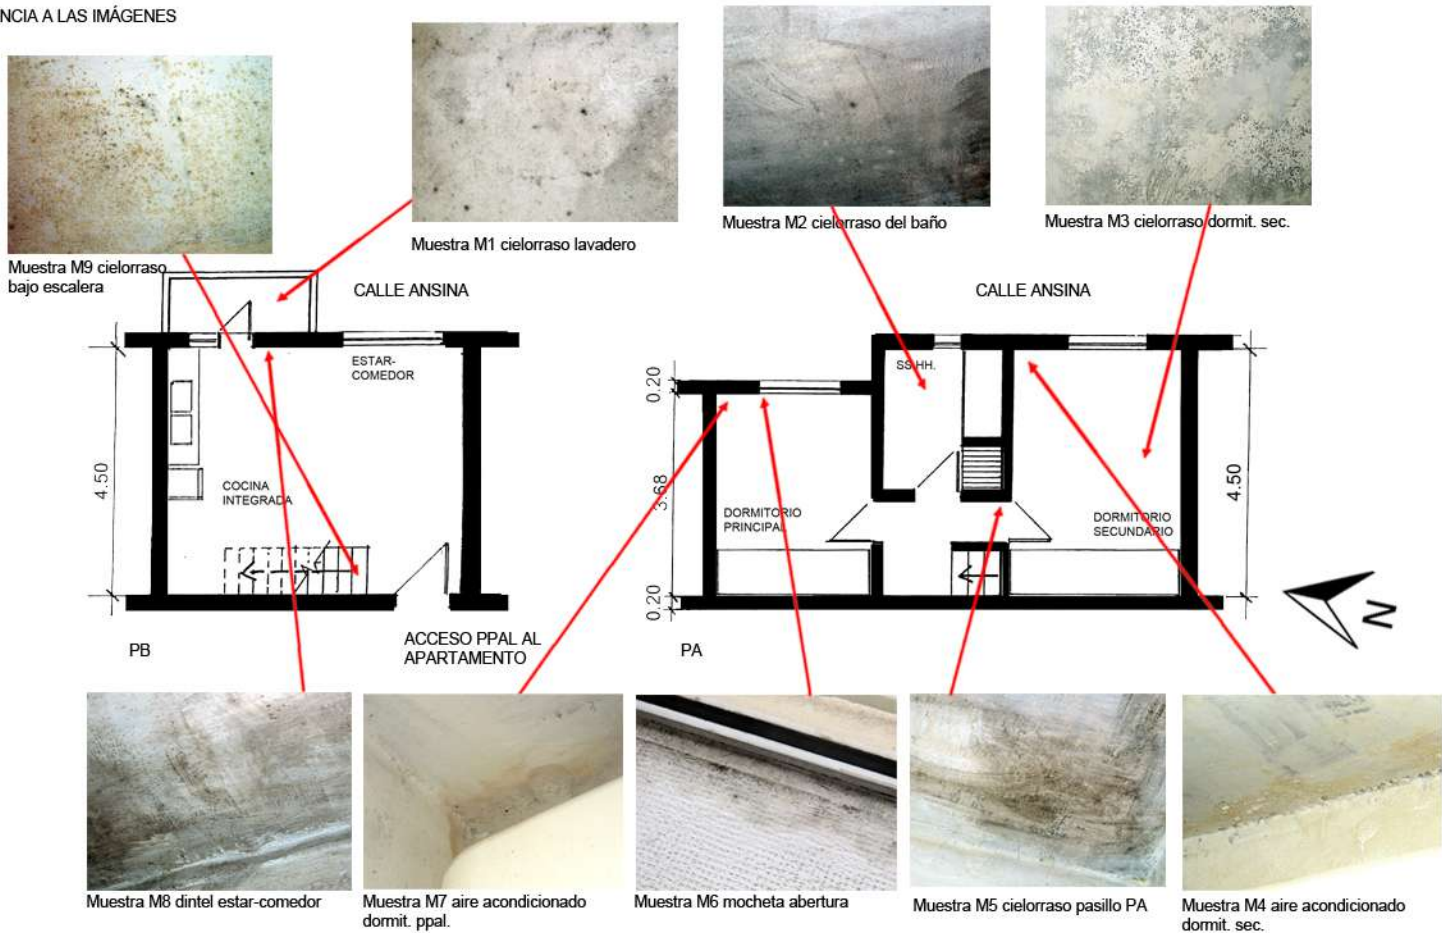 NCIA A LAS IMÁGENES
Muestra M9 cielorraso
bajo escalera
Muestra M1 cielorraso lavadero
Muestra M2 cielorraso del baño
Muestra M3 cielorraso dormit. sec.
CALLE ANSINA
ESTAR-
COMEDOR
4.50
COCINA
INTEGRADA
PB
ACCESO PPAL AL
APARTAMENTO
CALLE ANSINA
SS.HH.
0.20
3.68
0.20
DORMITORIO
PRINCIPAL
DORMITORIO
SECUNDARIO
4.50
N
PA
Muestra M8 dintel estar-comedor
Muestra M7 aire acondicionado
dormit. ppal.
Muestra M6 mocheta abertura
Muestra M5 cielorraso pasillo PA
Muestra M4 aire acondicionado
dormit. sec.